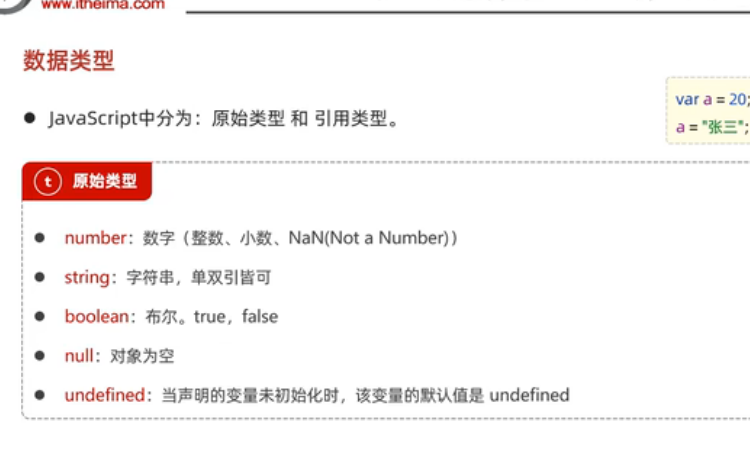 www.itheima.com
数据类型
● JavaScript中分为：原始类型 和 引用类型。
var a = 20;
a = "张三";
t 原始类型
● number：数字（整数、小数、NaN(Not a Number)）
● string：字符串，单双引皆可
● boolean：布尔。true，false
● null：对象为空
● undefined：当声明的变量未初始化时，该变量的默认值是 undefined